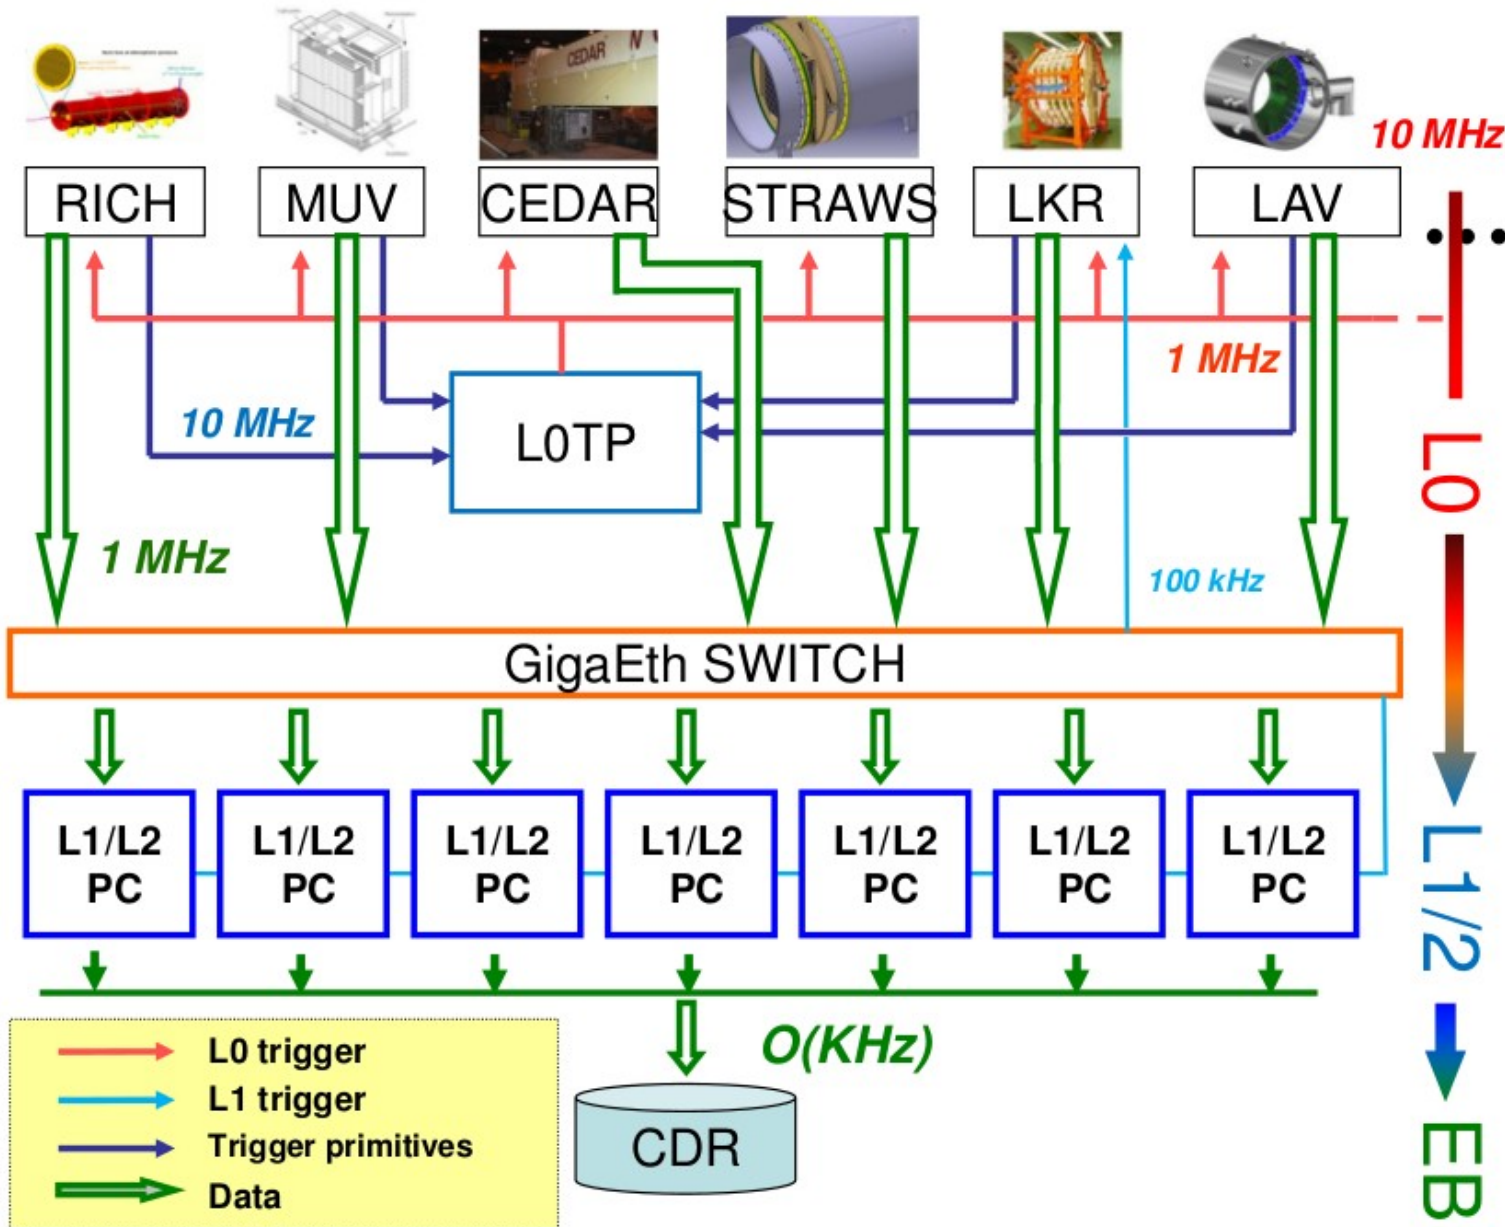 CEDAR
10 MHz
RICH
MUV
CEDAR
STRAWS
LKR
LAV
1 MHz
10 MHz
L0TP
L0
1 MHz
100 kHz
GigaEth SWITCH
L1/L2
PC
L1/L2
PC
L1/L2
PC
L1/L2
PC
L1/L2
PC
L1/L2
PC
L1/L2
PC
L1/2
O(KHz)
L0 trigger
L1 trigger
Trigger primitives
Data
CDR
EB